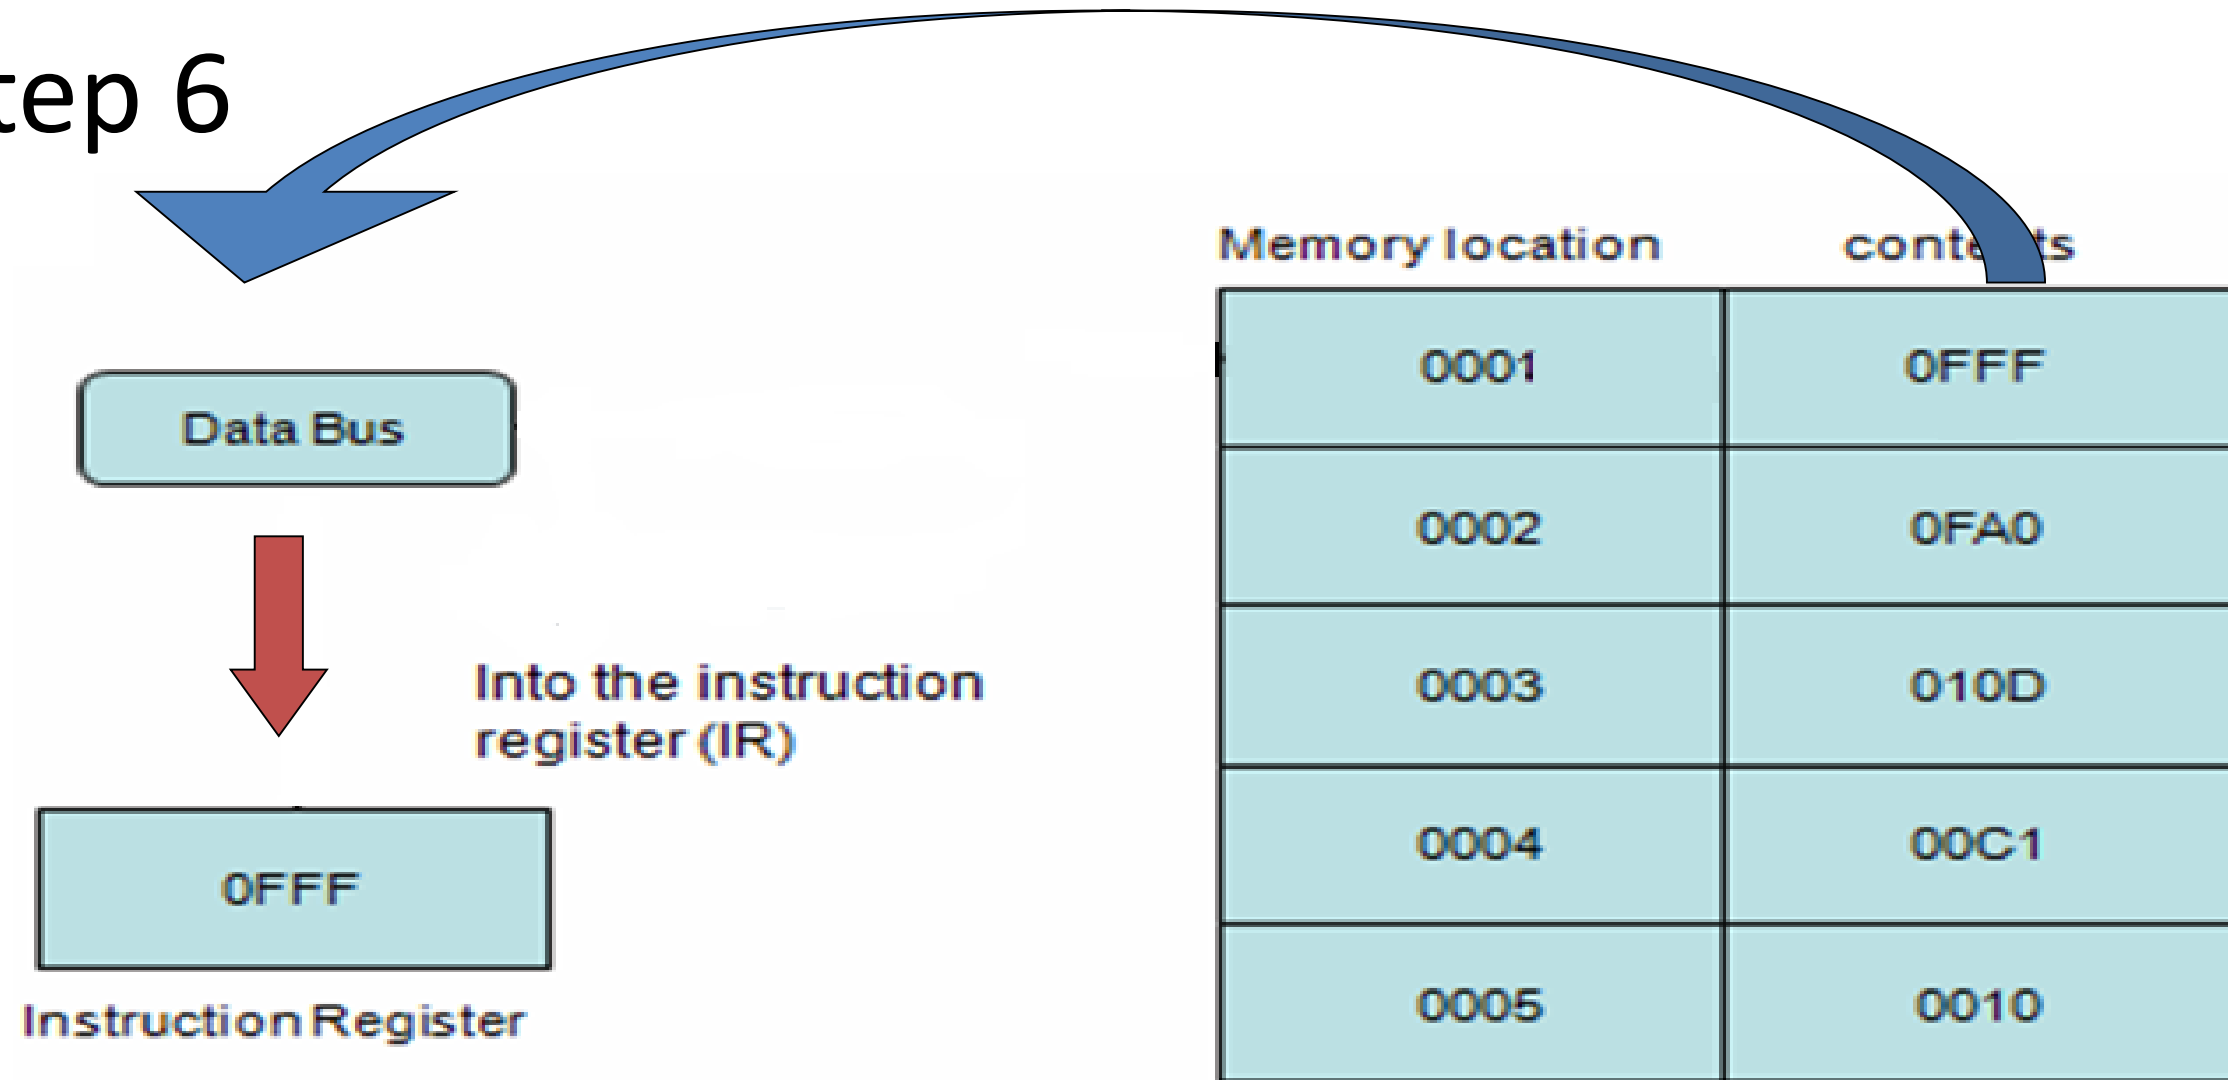 tep 6
Memory location contents
Data Bus
0001 0FFF
0002 0FA0
0003 010D
0004 00C1
0005 0010
Into the instruction
register (IR)
0FFF
Instruction Register